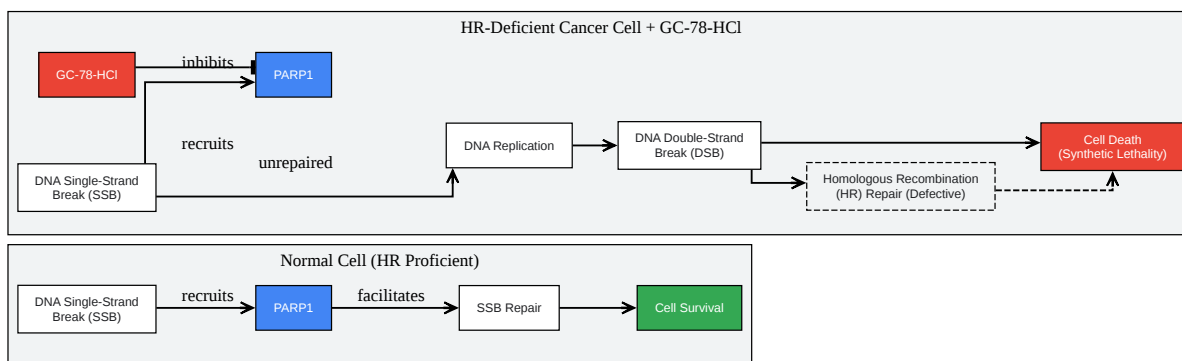 HR-Deficient Cancer Cell + GC-78-HCl
GC-78-HCl
inhibits
PARP1
recruits
unrepaired
DNA Single-Strand
Break (SSB)
DNA Replication
DNA Double-Strand
Break (DSB)
Homologous Recombination
(HR) Repair (Defective)
Cell Death
(Synthetic Lethality)
Normal Cell (HR Proficient)
DNA Single-Strand
Break (SSB)
recruits
PARP1
facilitates
SSB Repair
Cell Survival